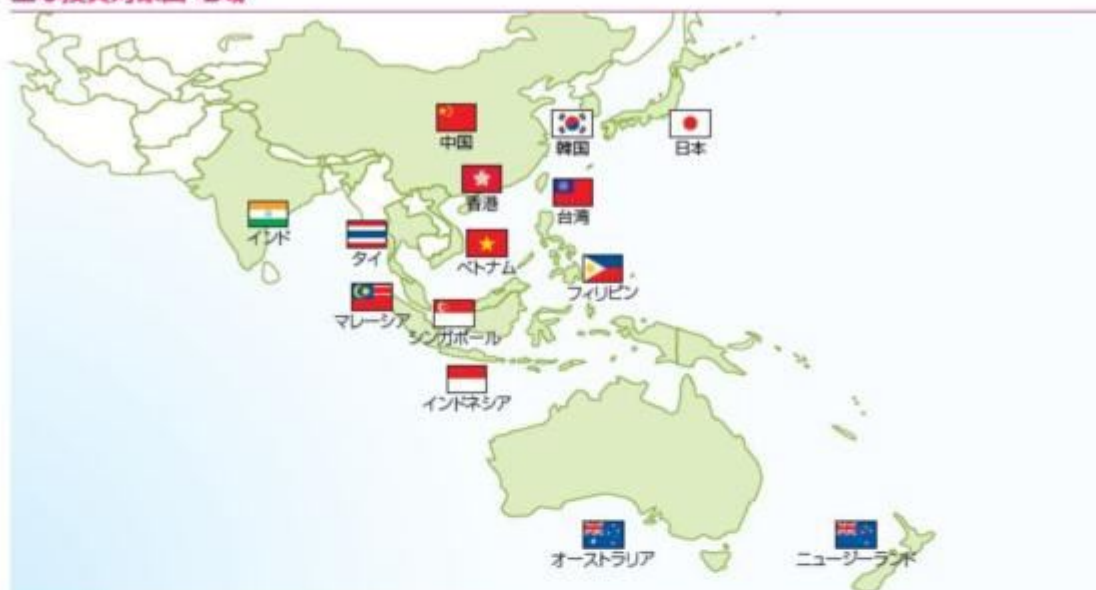 中国
韓国
日本
香港
台湾
インド
タイ
ベトナム
フィリピン
マレーシア
シンガポール
インドネシア
オーストラリア
ニュージーランド